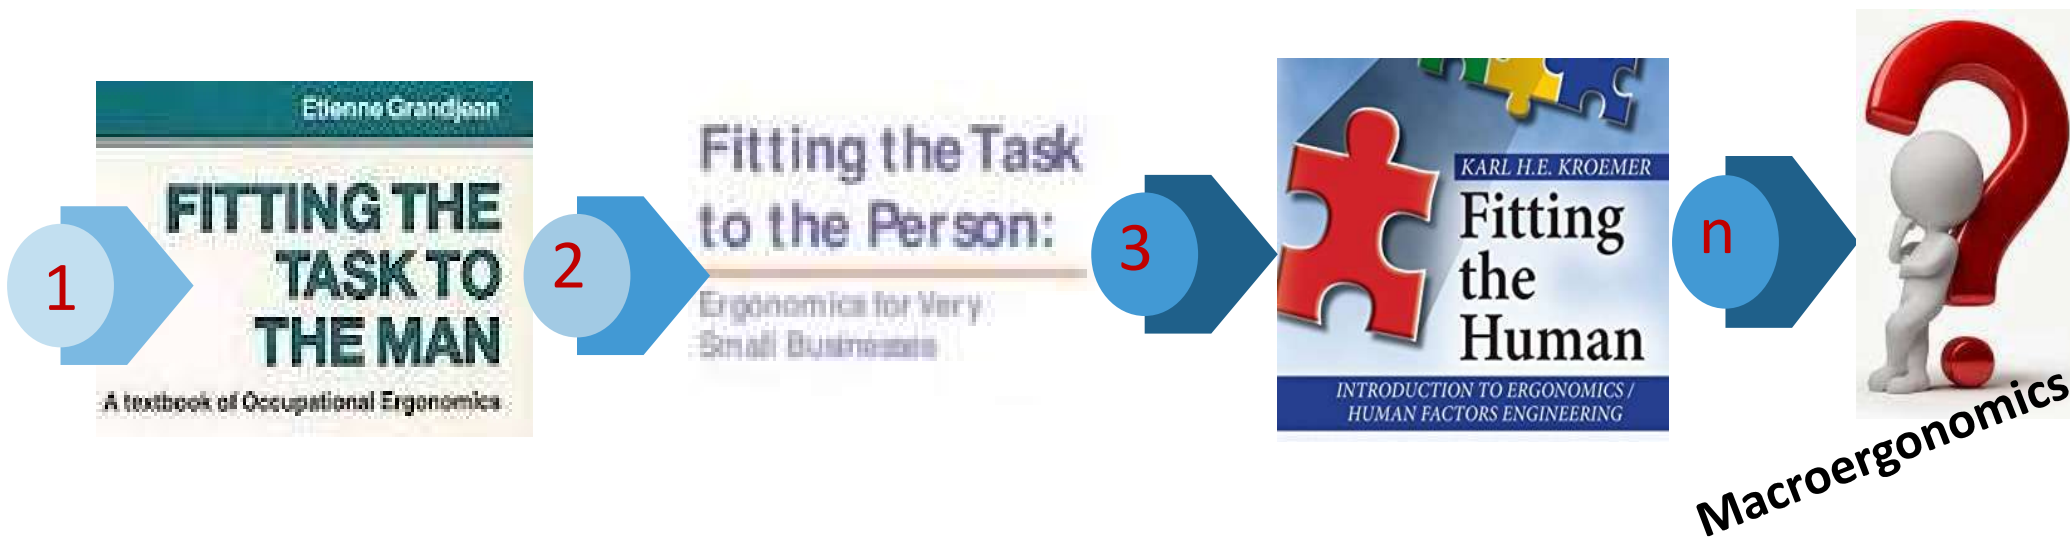 1
Etienne Grandjean
FITTING THE
TASK TO
THE MAN
A textbook of Occupational Ergonomics
2
Fitting the Task
to the Person:
Ergonomics for Very
Small Businesses
3
KARL H.E. KROEMER
Fitting
the
Human
INTRODUCTION TO ERGONOMICS /
HUMAN FACTORS ENGINEERING
n
Macroergonomics